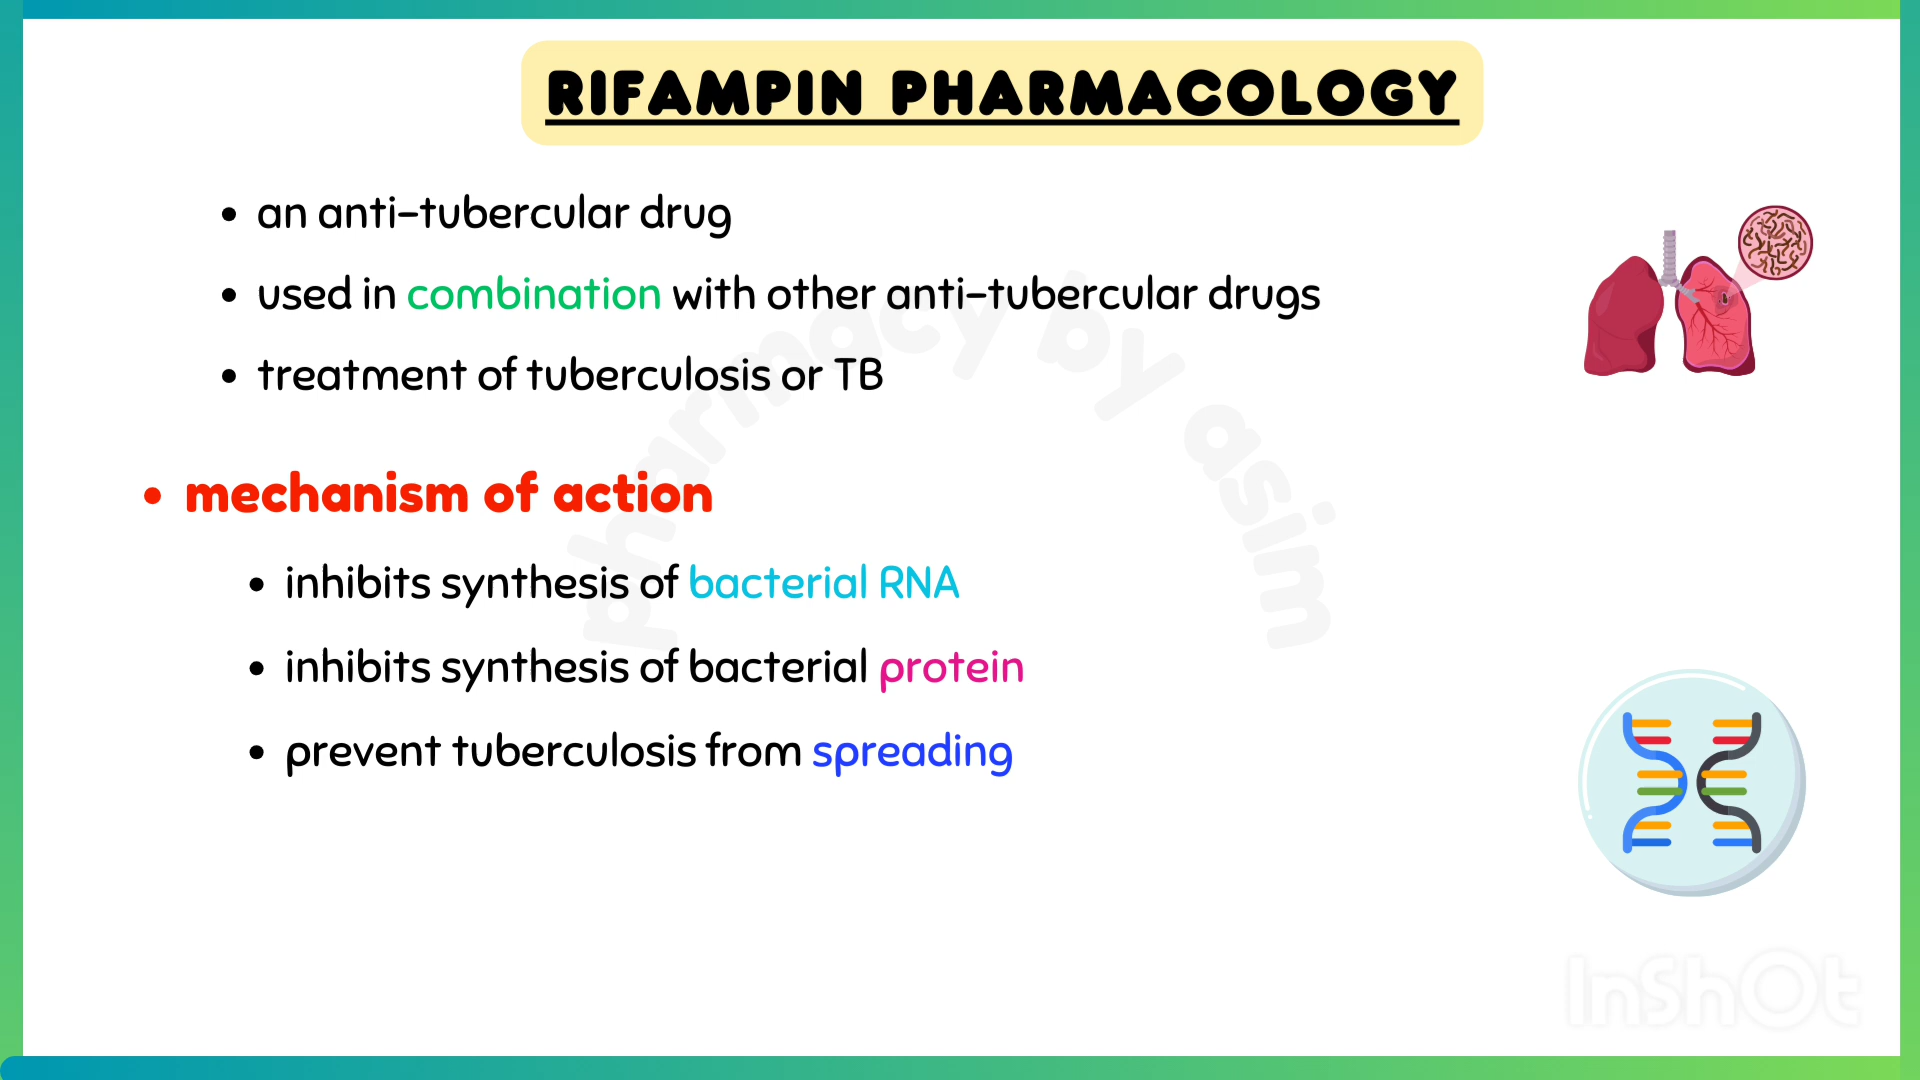 RIFAMPIN PHARMACOLOGY
• an anti-tubercular drug
• used in combination with other anti-tubercular drugs
• treatment of tuberculosis or TB
pharmacy by asim
• mechanism of action
• inhibits synthesis of bacterial RNA
• inhibits synthesis of bacterial protein
• prevent tuberculosis from spreading
InShOt